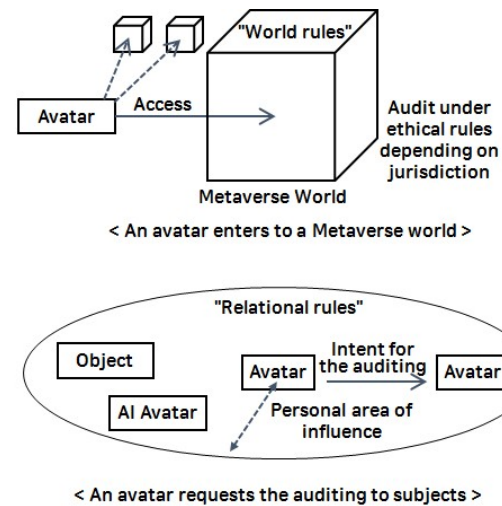 "World rules"
Avatar
Access
Audit under
ethical rules
depending on
jurisdiction
Metaverse World
< An avatar enters to a Metaverse world >
"Relational rules"
Object
AI Avatar
Avatar
Intent for
the auditing
Avatar
Personal area of
influence
< An avatar requests the auditing to subjects >